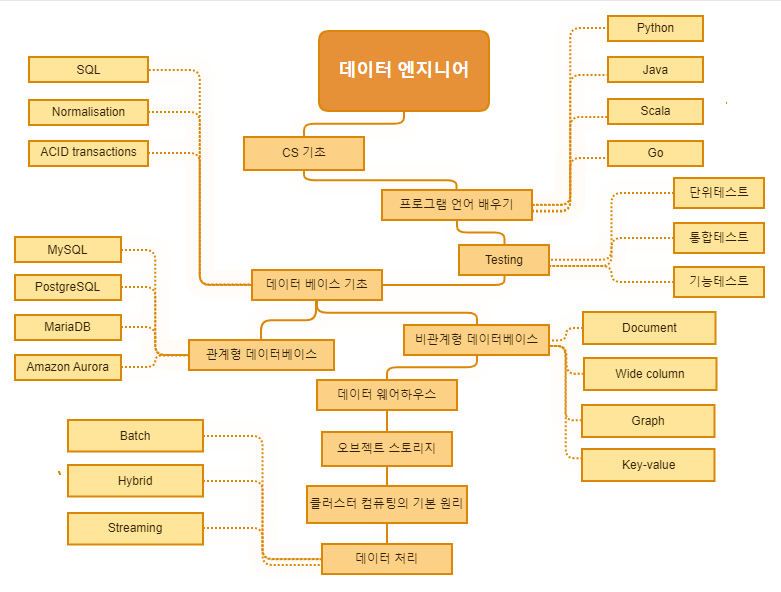 데이터 엔지니어
CS 기초
프로그램 언어 배우기
Python
Java
Scala
Go
Testing
단위테스트
통합테스트
기능테스트
데이터 베이스 기초
SQL
Normalisation
ACID transactions
관계형 데이터베이스
MySQL
PostgreSQL
MariaDB
Amazon Aurora
비관계형 데이터베이스
Document
Wide column
Graph
Key-value
데이터 웨어하우스
오브젝트 스토리지
클러스터 컴퓨팅의 기본 원리
데이터 처리
Batch
Hybrid
Streaming